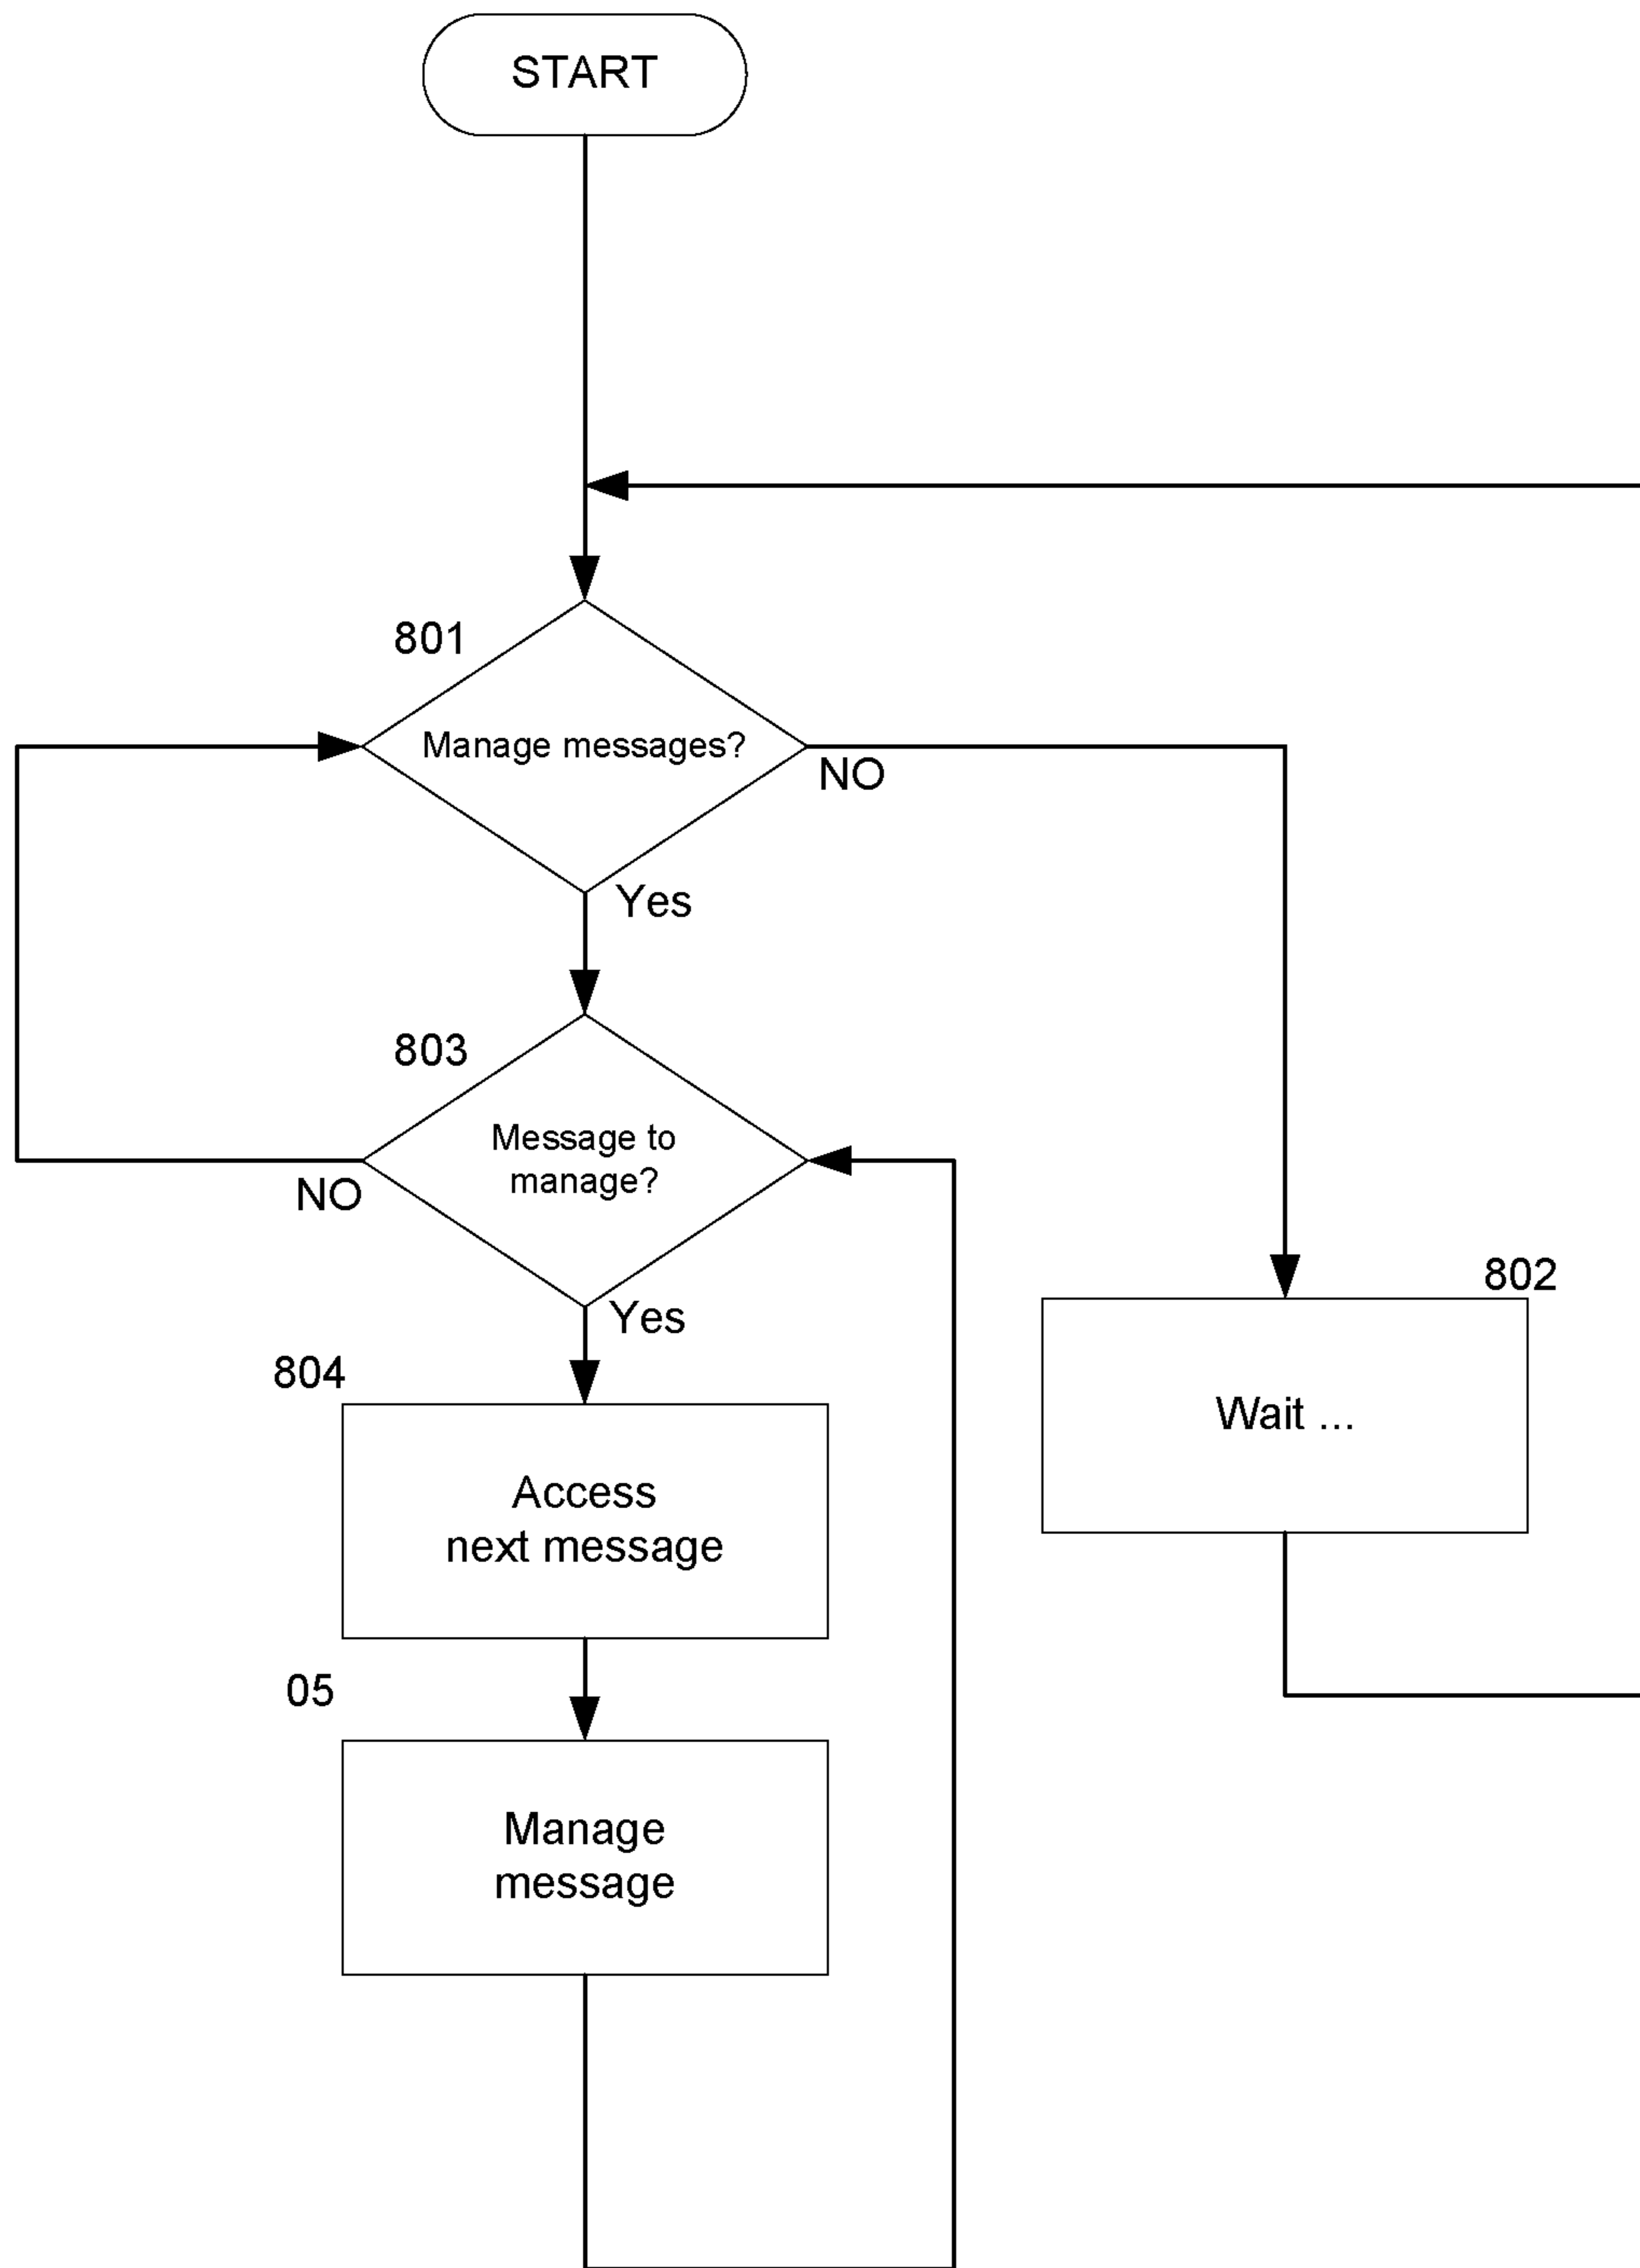 START
801
Manage messages?
NO
Yes
803
Message to
manage?
NO
Yes
802
Wait ...
804
Access
next message
05
Manage
message